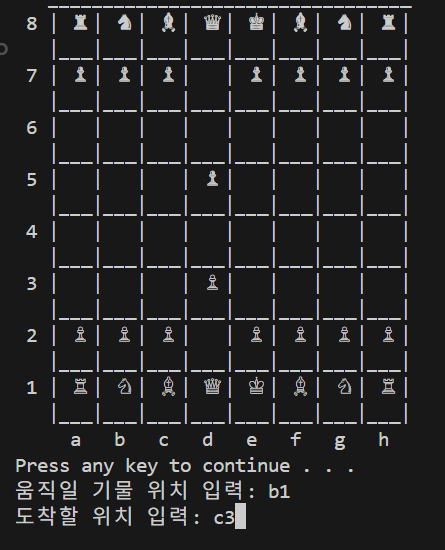 8 ♜ ♞ ♝ ♛ ♚ ♝ ♞ ♜
7 ♟ ♟ ♟ ♟ ♟ ♟ ♟
6
5 ♟
4
3 ♙
2 ♙ ♙ ♙ ♙ ♙ ♙ ♙
1 ♖ ♘ ♗ ♕ ♔ ♗ ♘ ♖
a b c d e f g h
Press any key to continue . . .
움직일 기물 위치 입력: b1
도착할 위치 입력: c3